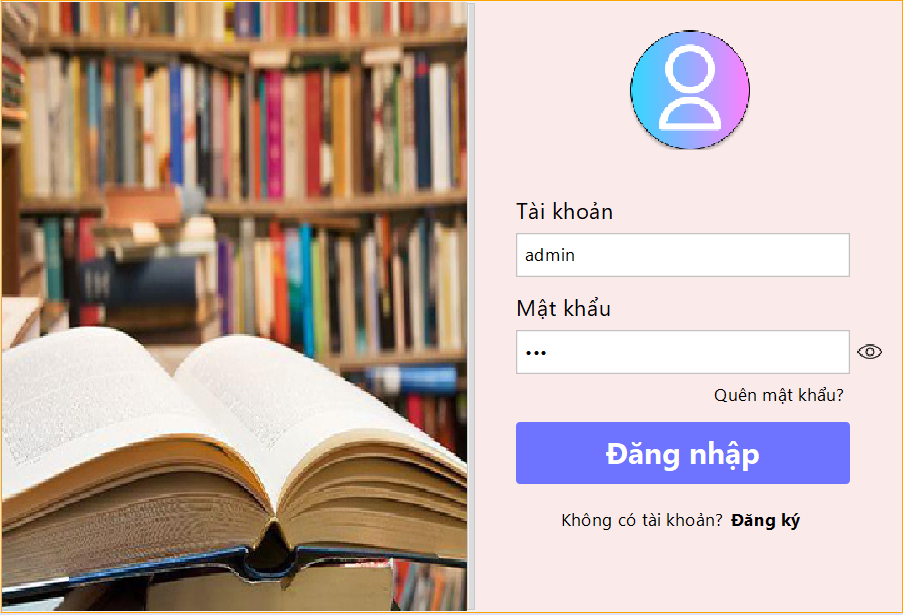 Tài khoản
admin
Mật khẩu
•••
Quên mật khẩu?
Đăng nhập
Không có tài khoản? Đăng ký